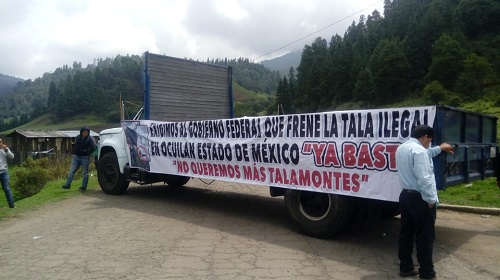 EXIGIMOS AL GOBIERNO FEDERAL QUE FRENE LA TALA ILEGAL
EN OCUILAN ESTADO DE MÉXICO "YA BASTA"
"NO QUEREMOS MÁS TALAMONTES"